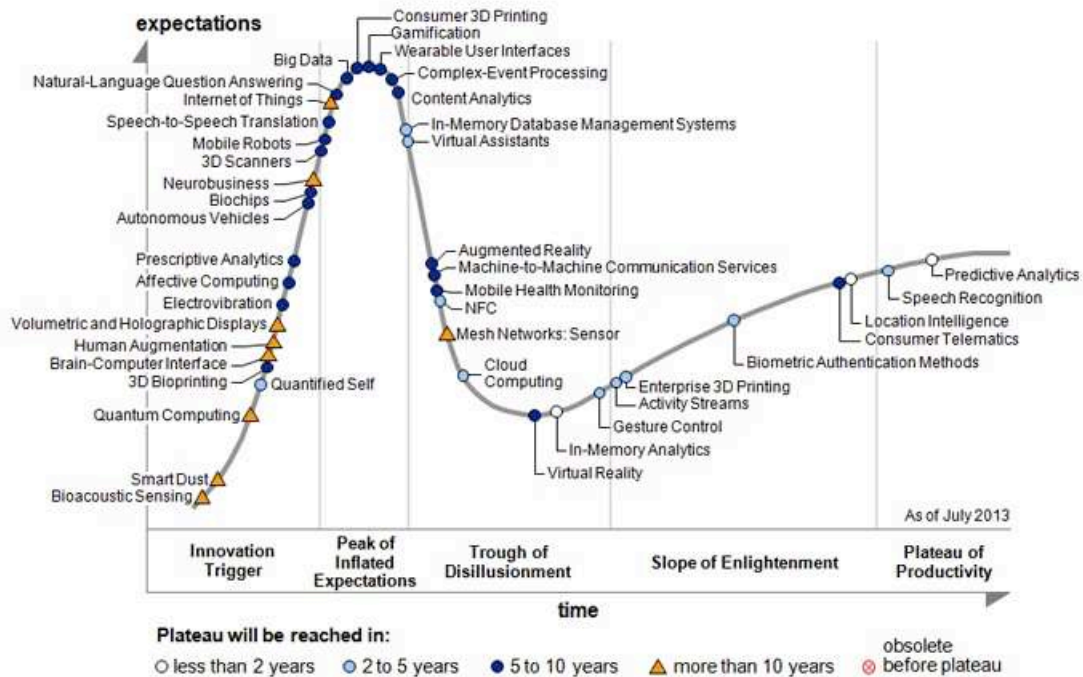 expectations
Consumer 3D Printing
Gamification
Wearable User Interfaces
Big Data
Complex-Event Processing
Natural-Language Question Answering
Content Analytics
Internet of Things
In-Memory Database Management Systems
Speech-to-Speech Translation
Virtual Assistants
Mobile Robots
3D Scanners
Neurobusiness
Biochips
Autonomous Vehicles
Augmented Reality
Prescriptive Analytics
Machine-to-Machine Communication Services
Affective Computing
Mobile Health Monitoring
Electrovibration
NFC
Volumetric and Holographic Displays
Mesh Networks: Sensor
Human Augmentation
Brain-Computer Interface
Cloud
Computing
3D Bioprinting
Quantified Self
Quantum Computing
Smart Dust
Bioacoustic Sensing
Predictive Analytics
Speech Recognition
Location Intelligence
Consumer Telematics
Biometric Authentication Methods
Enterprise 3D Printing
Activity Streams
Gesture Control
In-Memory Analytics
Virtual Reality
As of July 2013
Innovation
Trigger
Peak of
Inflated
Expectations
Trough of
Disillusionment
Slope of Enlightenment
Plateau of
Productivity
time
Plateau will be reached in:
less than 2 years
2 to 5 years
5 to 10 years
more than 10 years
obsolete
before plateau